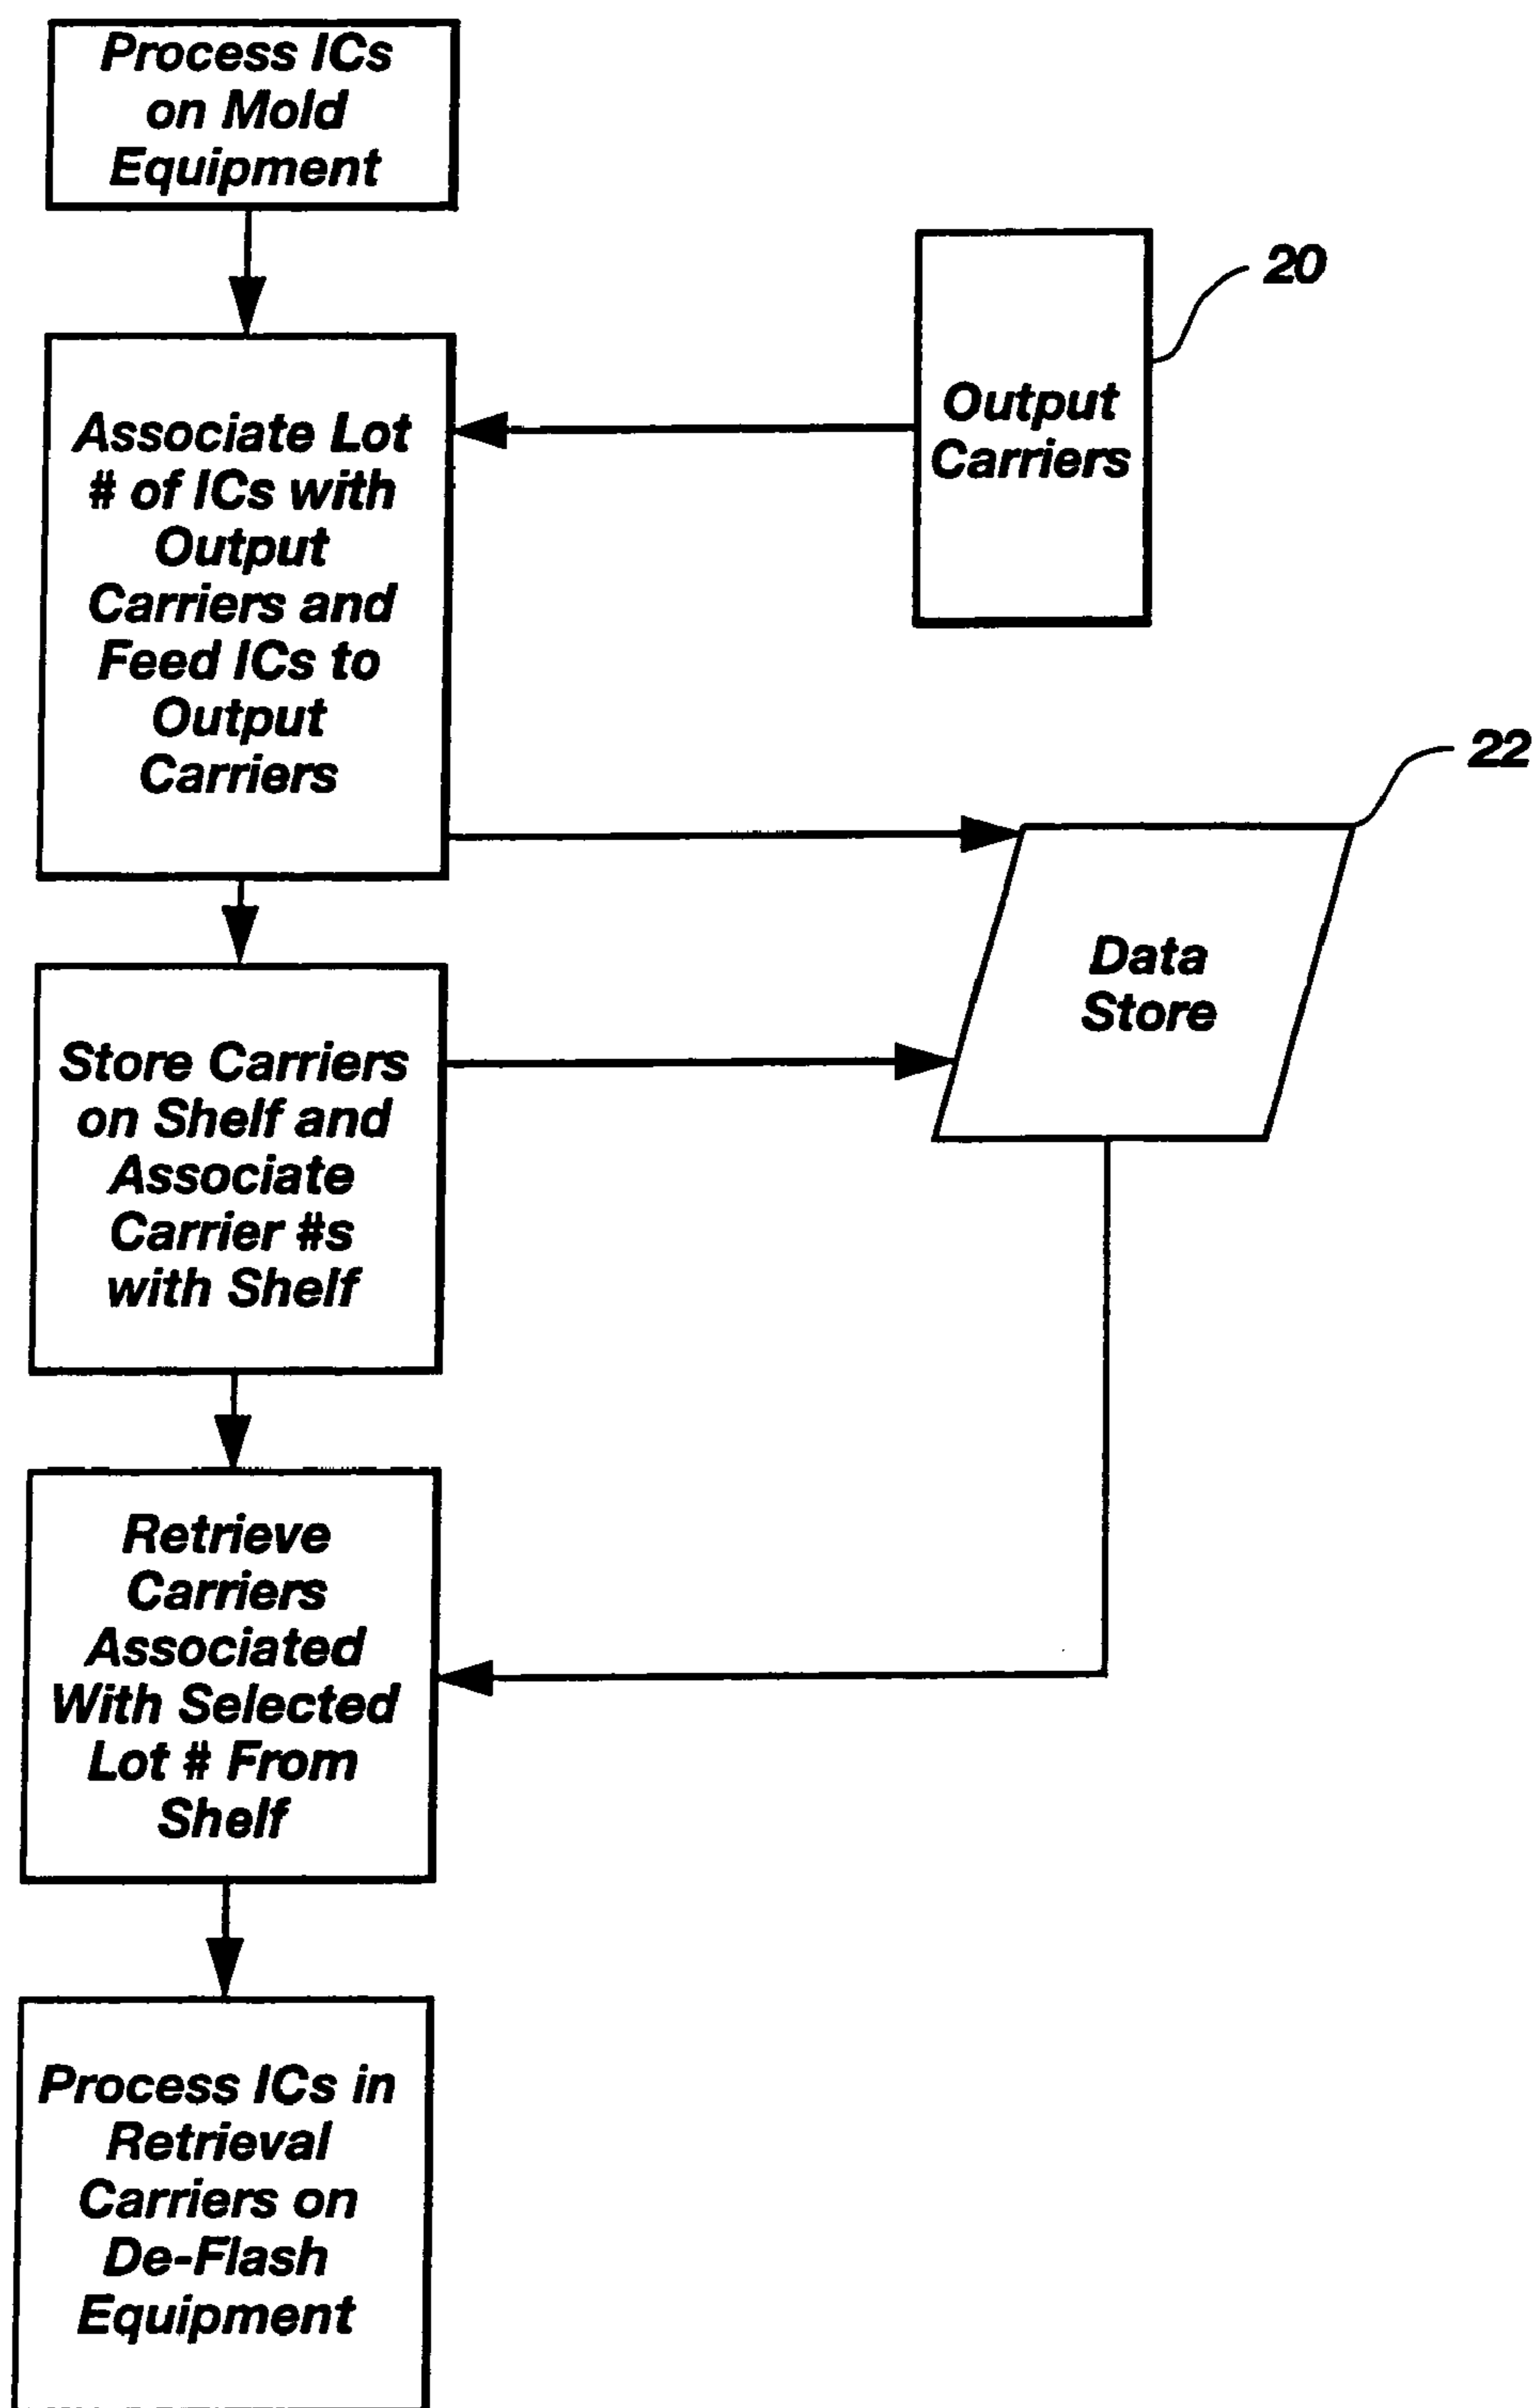 Process ICs
on Mold
Equipment
20
Output
Carriers
Associate Lot
# of ICs with
Output
Carriers and
Feed ICs to
Output
Carriers
22
Data
Store
Store Carriers
on Shelf and
Associate
Carrier #s
with Shelf
Retrieve
Carriers
Associated
With Selected
Lot # From
Shelf
Process ICs in
Retrieval
Carriers on
De-Flash
Equipment